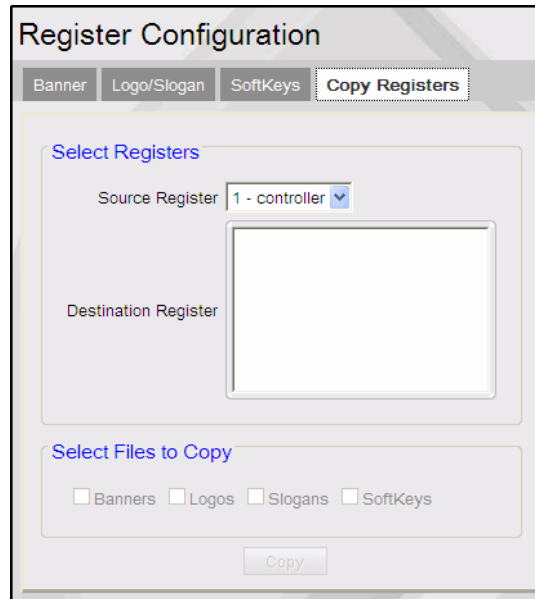 Register Configuration
Banner Logo/Slogan SoftKeys Copy Registers
Select Registers
Source Register 1 - controller
Destination Register
Select Files to Copy
Banners Logos Slogans SoftKeys
Copy